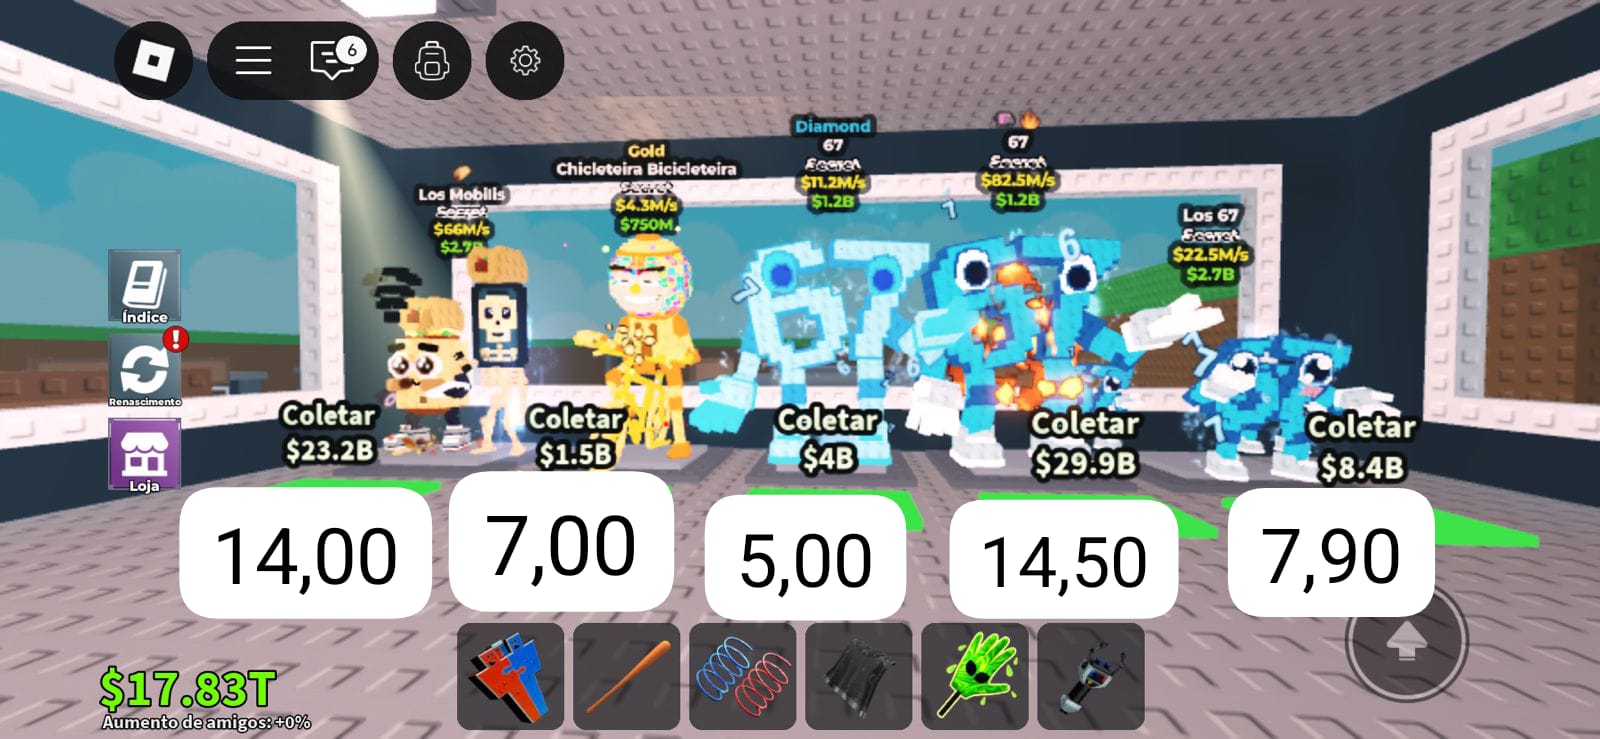 6
Diamond
67
Secret
$11.2M/s
$1.2B
67
Secret
$82.5M/s
$1.2B
Gold
Chicleteira Bicicleteira
Secret
$4.3M/s
$750M
Los Mobilis
Secret
$66M/s
$2.7B
Los 67
Secret
$22.5M/s
$2.7B
Índice
!
Renascimento
Loja
Coletar
$23.2B
Coletar
$1.5B
Coletar
$4B
Coletar
$29.9B
Coletar
$8.4B
14,00
7,00
5,00
14,50
7,90
$17.83T
Aumento de amigos: +0%